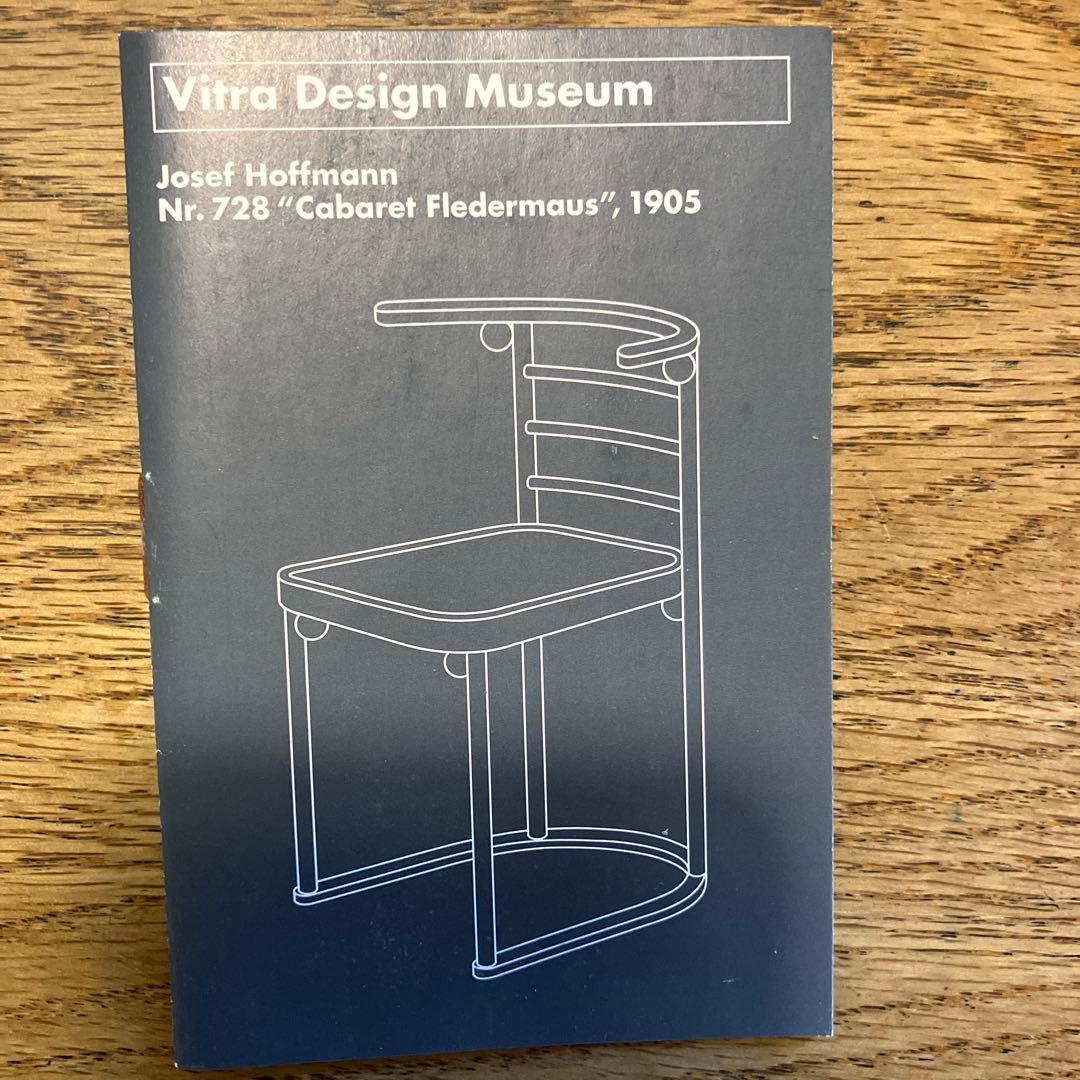 Vitra Design Museum
Josef Hoffmann
Nr. 728 “Cabaret Fledermaus”, 1905